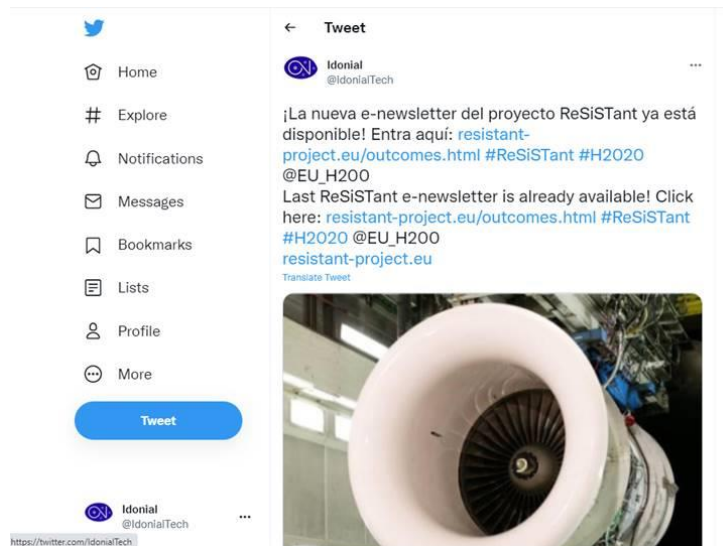 Home
Explore
Notifications
Messages
Bookmarks
Lists
Profile
More
Tweet
Idonial
@IdonialTech
https://twitter.com/IdonialTech
← Tweet
Idonial
@IdonialTech
¡La nueva e-newsletter del proyecto ReSiSTant ya está
disponible! Entra aquí: resistant-
project.eu/outcomes.html #ReSiSTant #H2020
@EU_H200
Last ReSiSTant e-newsletter is already available! Click
here: resistant-project.eu/outcomes.html #ReSiSTant
#H2020 @EU_H200
resistant-project.eu
Translate Tweet